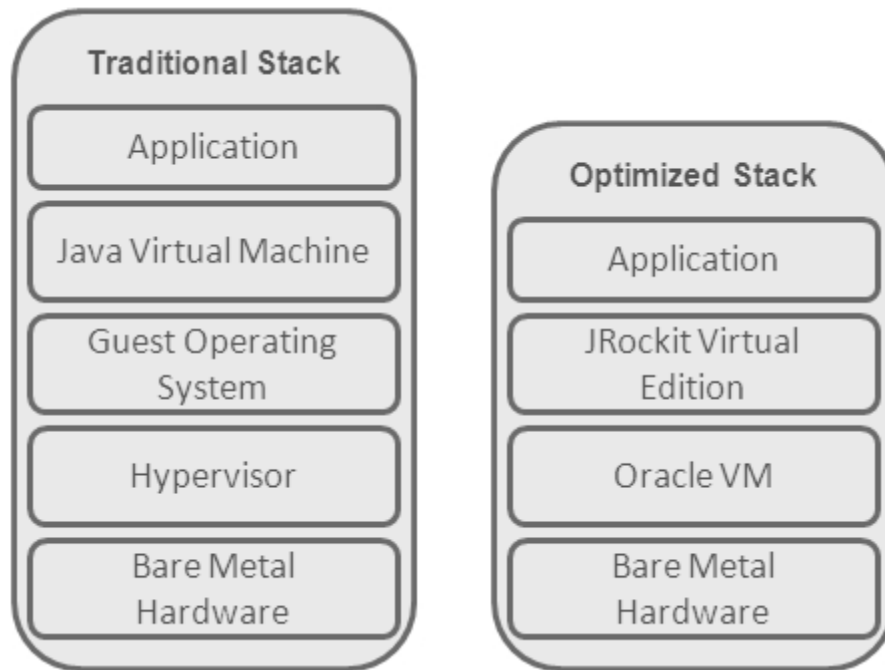 Traditional Stack
Application
Java Virtual Machine
Guest Operating
System
Hypervisor
Bare Metal
Hardware
Optimized Stack
Application
JRockit Virtual
Edition
Oracle VM
Bare Metal
Hardware